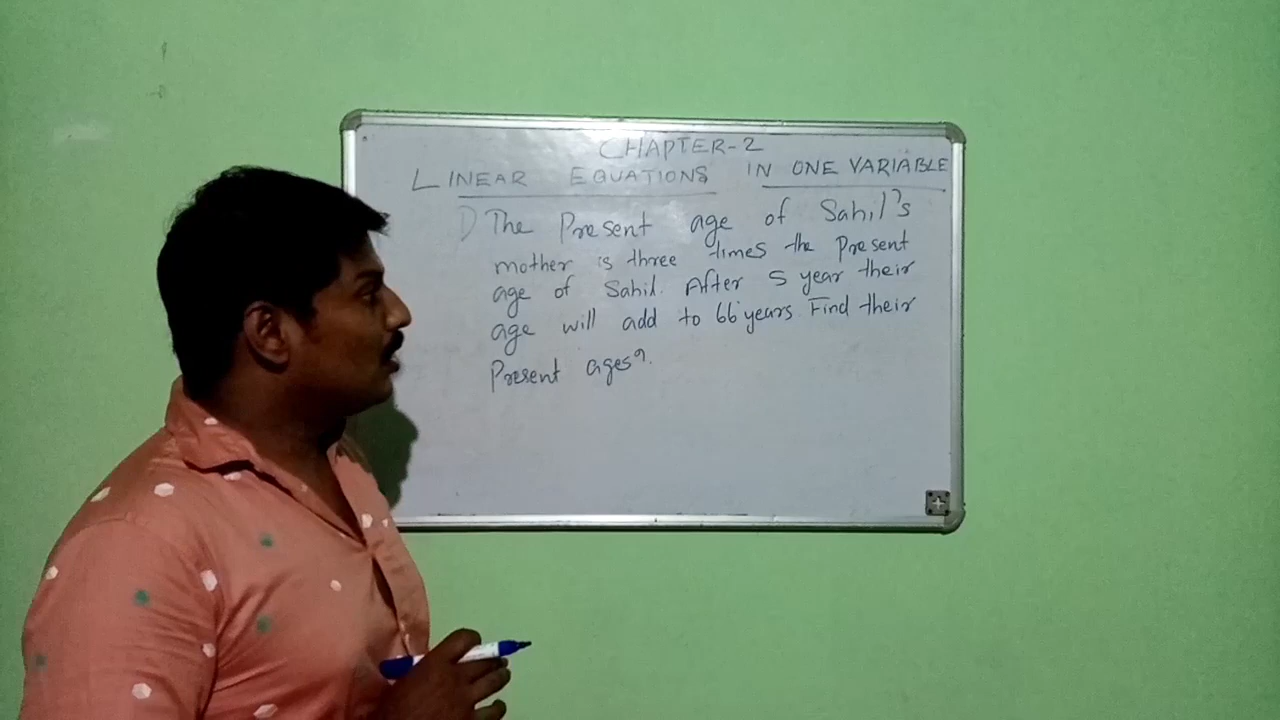 CHAPTER-2
LINEAR EQUATIONS IN ONE VARIABLE
1) The Present age of Sahil's
mother is three times the Present
age of Sahil. After 5 year their
age will add to 66 years. Find their
Present ages?